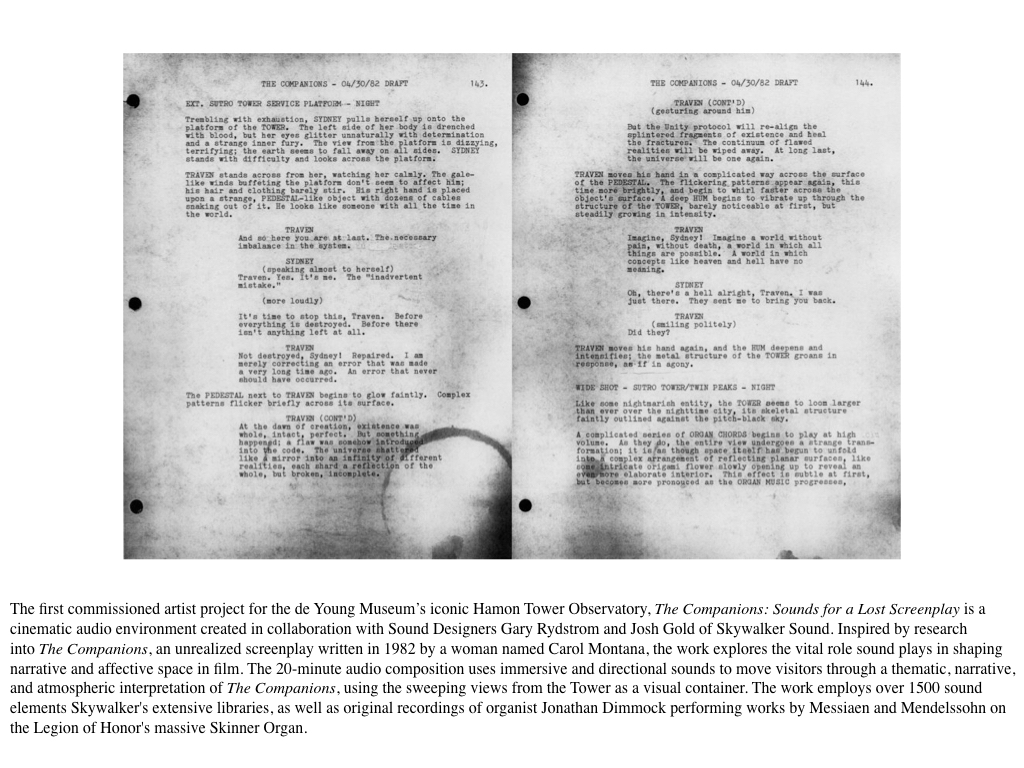 THE COMPANIONS - 04/30/82 DRAFT 143.
EXT. SUTRO TOWER SERVICE PLATFORM - NIGHT
Trembling with exhaustion, SYDNEY pulls herself up onto the
platform of the TOWER. The left side of her body is drenched
with blood, but her eyes glitter unnaturally with determination
and a strange inner fury. The view from the platform is dizzying,
terrifying; the earth seems to fall away on all sides. SYDNEY
stands with difficulty and looks across the platform.
TRAVEN stands across from her, watching her calmly. The gale-
like winds buffeting the platform don't seem to affect him;
his hair and clothing barely stir. His right hand is placed
upon a strange, PEDESTAL-like object with dozens of cables
snaking out of it. He looks like someone with all the time in
the world.
TRAVEN
And so here you are at last. The necessary
imbalance in the system.
SYDNEY
(speaking almost to herself)
Traven. Yes. It's me. The "inadvertent
mistake."
(more loudly)
It's time to stop this, Traven. Before
everything is destroyed. Before there
isn't anything left at all.
TRAVEN
Not destroyed, Sydney! Repaired. I am
merely correcting an error that was made
a very long time ago. An error that never
should have occurred.
The PEDESTAL next to TRAVEN begins to glow faintly. Complex
patterns flicker briefly across its surface.
TRAVEN (CONT'D)
At the dawn of creation, existence was
whole, intact, perfect. But something
happened; a flaw was somehow introduced
into the code. The universe shattered
like a mirror into an infinity of different
realities, each shard a reflection of the
whole, but broken, incomplete.
THE COMPANIONS - 04/30/82 DRAFT 144.
TRAVEN (CONT'D)
(gesturing around him)
But the Unity protocol will re-align the
splintered fragments of existence and heal
the fractures. The continuum of flawed
realities will be wiped away. At long last,
the universe will be one again.
TRAVEN moves his hand in a complicated way across the surface
of the PEDESTAL. The flickering patterns appear again, this
time more brightly, and begin to whirl faster across the
object's surface. A deep HUM begins to vibrate up through the
structure of the TOWER, barely noticeable at first, but
steadily growing in intensity.
TRAVEN
Imagine, Sydney! Imagine a world without
pain, without death, a world in which all
things are possible. A world in which
concepts like heaven and hell have no
meaning.
SYDNEY
Oh, there's a hell alright, Traven. I was
just there. They sent me to bring you back.
TRAVEN
(smiling politely)
Did they?
TRAVEN moves his hand again, and the HUM deepens and
intensifies; the metal structure of the TOWER groans in
response, as if in agony.
WIDE SHOT - SUTRO TOWER/TWIN PEAKS - NIGHT
Like some nightmarish entity, the TOWER seems to loom larger
than ever over the nighttime city, its skeletal structure
faintly outlined against the pitch-black sky.
A complicated series of ORGAN CHORDS begins to play at high
volume. As they do, the entire view undergoes a strange trans-
formation; it is as though space itself has begun to unfold
into a complex arrangement of reflecting planar surfaces, like
some intricate origami flower slowly opening up to reveal an
even more elaborate interior. This effect is subtle at first,
but becomes more pronounced as the ORGAN MUSIC progresses,
The first commissioned artist project for the de Young Museum's iconic Hamon Tower Observatory, The Companions: Sounds for a Lost Screenplay is a
cinematic audio environment created in collaboration with Sound Designers Gary Rydstrom and Josh Gold of Skywalker Sound. Inspired by research
into The Companions, an unrealized screenplay written in 1982 by a woman named Carol Montana, the work explores the vital role sound plays in shaping
narrative and affective space in film. The 20-minute audio composition uses immersive and directional sounds to move visitors through a thematic, narrative,
and atmospheric interpretation of The Companions, using the sweeping views from the Tower as a visual container. The work employs over 1500 sound
elements Skywalker's extensive libraries, as well as original recordings of organist Jonathan Dimmock performing works by Messiaen and Mendelssohn on
the Legion of Honor's massive Skinner Organ.